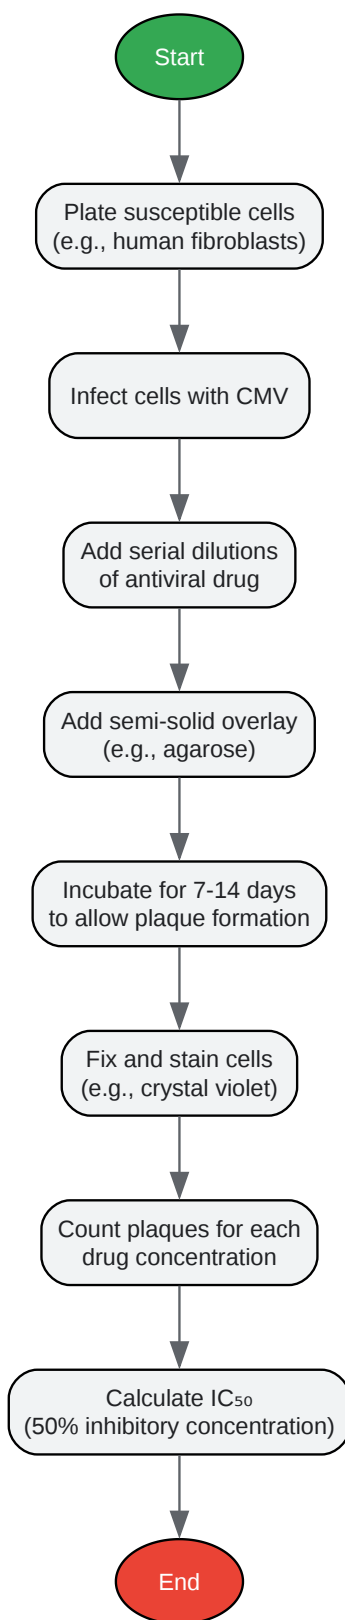 Start
Plate susceptible cells
(e.g., human fibroblasts)
Infect cells with CMV
Add serial dilutions
of antiviral drug
Add semi-solid overlay
(e.g., agarose)
Incubate for 7-14 days
to allow plaque formation
Fix and stain cells
(e.g., crystal violet)
Count plaques for each
drug concentration
Calculate IC₅₀
(50% inhibitory concentration)
End